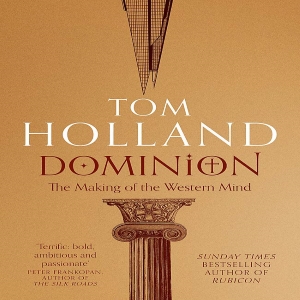 TOM
HOLLAND
DOMINION
The Making of the Western Mind
'Terrific: bold,
ambitious and
passionate'
PETER FRANKOPAN,
AUTHOR OF
THE SILK ROADS
SUNDAY TIMES
BESTSELLING
AUTHOR OF
RUBICON